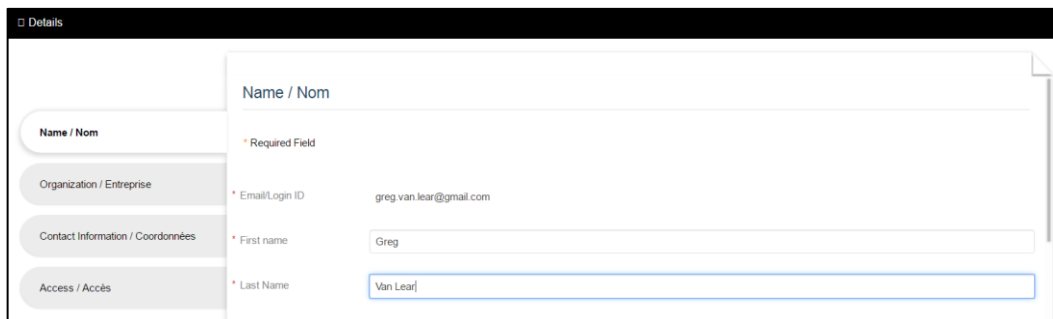 Details
Name / Nom
Name / Nom
* Required Field
Organization / Entreprise
* Email/Login ID greg.van.lear@gmail.com
Contact Information / Coordonnées
* First name Greg
Access / Accès
* Last Name Van Lear